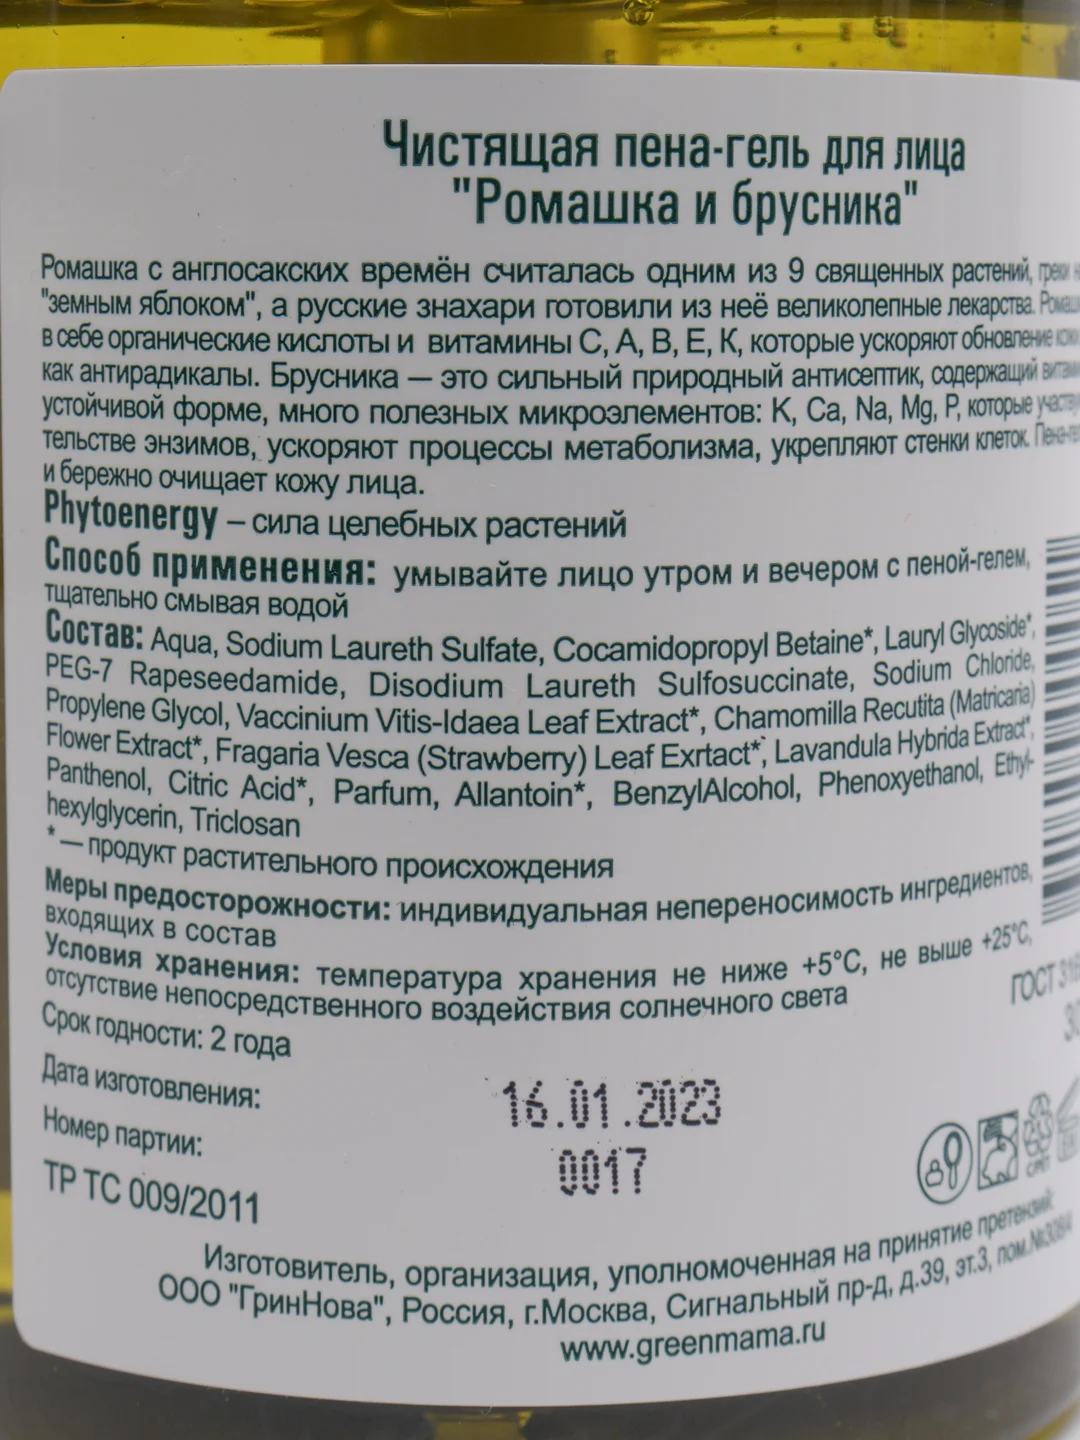 Чистящая пена-гель для лица
"Ромашка и брусника"
Ромашка с англосакских времён считалась одним из 9 священных растений, греки
"земным яблоком", а русские знахари готовили из неё великолепные лекарства.
в себе органические кислоты и витамины С, А, В, Е, К, которые ускоряют обновление
как антирадикалы. Брусника — это сильный природный антисептик, содержащий
устойчивой форме, много полезных микроэлементов: K, Ca, Na, Mg, P, которые
тельстве энзимов, ускоряют процессы метаболизма, укрепляют стенки клеток.
и бережно очищает кожу лица.
Phytoenergy – сила целебных растений
Способ применения: умывайте лицо утром и вечером с пеной-гелем,
тщательно смывая водой
Состав: Aqua, Sodium Laureth Sulfate, Cocamidopropyl Betaine*, Lauryl Glycoside*,
PEG-7 Rapeseedamide, Disodium Laureth Sulfosuccinate, Sodium Chloride,
Propylene Glycol, Vaccinium Vitis-Idaea Leaf Extract*, Chamomilla Recutita (Matricaria)
Flower Extract*, Fragaria Vesca (Strawberry) Leaf Exrtact*, Lavandula Hybrida Extract*,
Panthenol, Citric Acid*, Parfum, Allantoin*, BenzylAlcohol, Phenoxyethanol, Ethyl-
hexylglycerin, Triclosan
* — продукт растительного происхождения
Меры предосторожности: индивидуальная непереносимость ингредиентов,
входящих в состав
Условия хранения: температура хранения не ниже +5°С, не выше +25°С,
отсутствие непосредственного воздействия солнечного света
ГОСТ
Срок годности: 2 года
Дата изготовления: 16.01.2023
Номер партии: 0017
ТР ТС 009/2011
Изготовитель, организация, уполномоченная на принятие претензий:
ООО "ГринНова", Россия, г.Москва, Сигнальный пр-д, д.39, эт.3,
www.greenmama.ru